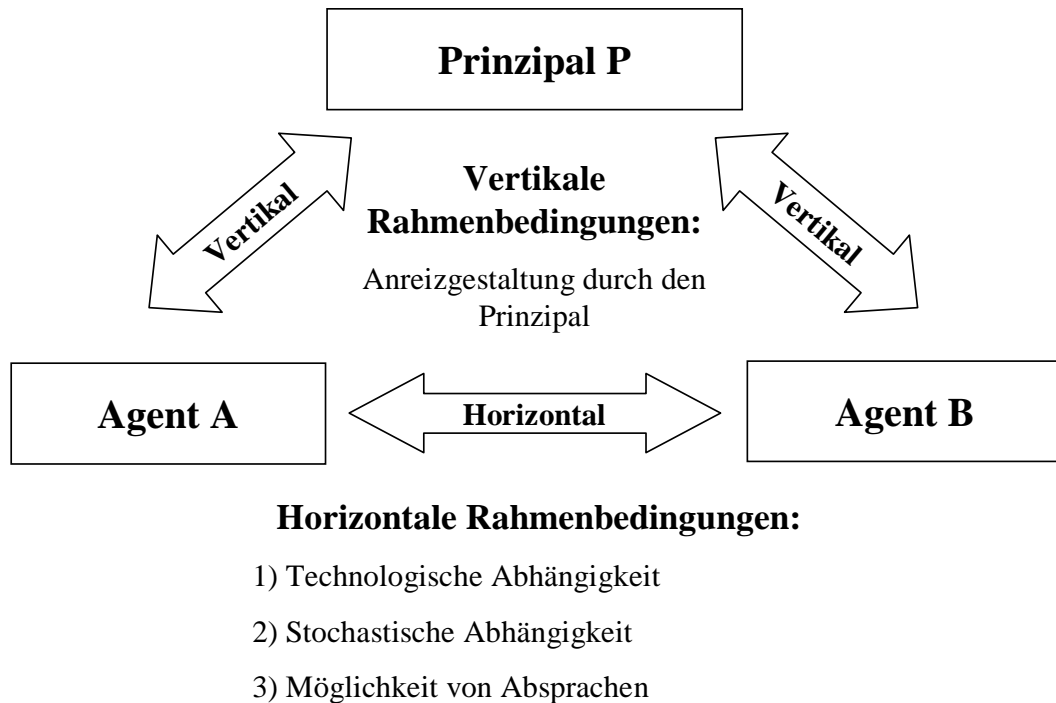 Prinzipal P
Vertikal
Vertikale
Rahmenbedingungen:
Anreizgestaltung durch den
Prinzipal
Vertikal
Agent A
Horizontal
Agent B
Horizontale Rahmenbedingungen:
1) Technologische Abhängigkeit
2) Stochastische Abhängigkeit
3) Möglichkeit von Absprachen